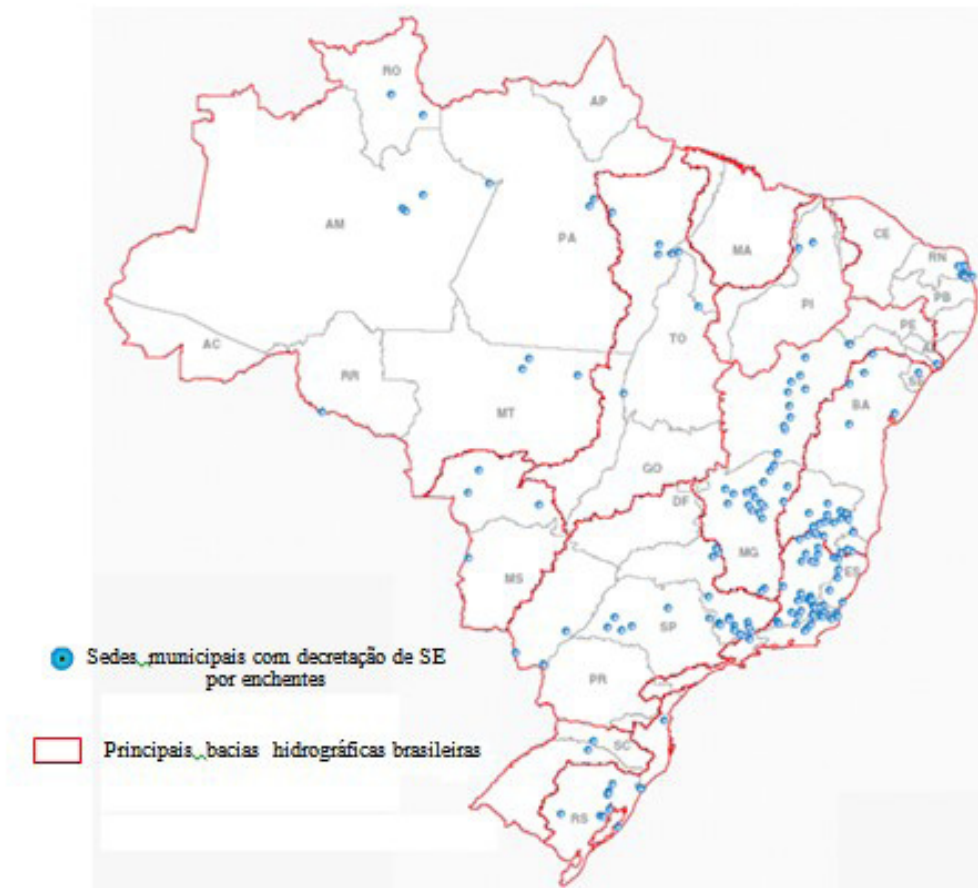 RO
AP
AM
PA
MA
CE
RN
PB
PI
PE
AL
TO
AC
RR
SE
BA
MT
GO
DF
MG
ES
MS
SP
PR
SC
RS
Sedes municipais com decretação de SE
por enchentes
Principais bacias hidrográficas brasileiras